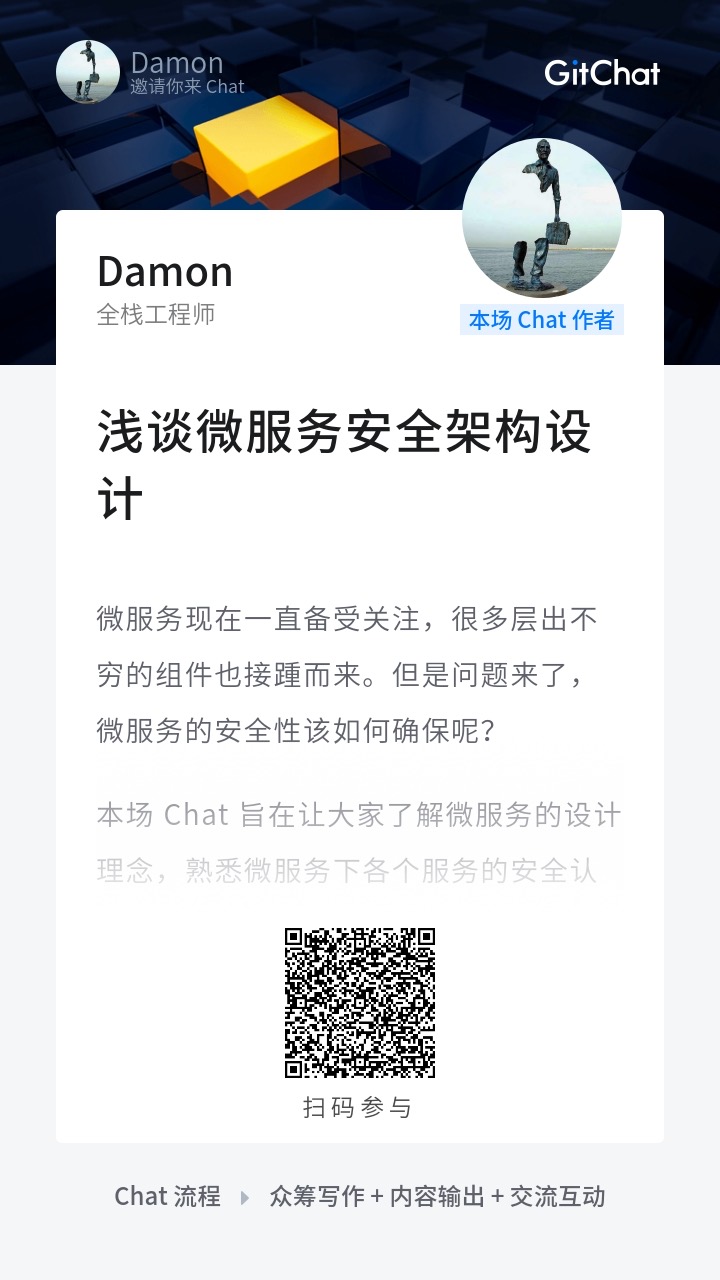 Damon
邀请你来 Chat
GitChat
Damon
全栈工程师
本场 Chat 作者
浅谈微服务安全架构设
计
微服务现在一直备受关注，很多层出不
穷的组件也接踵而来。但是问题来了，
微服务的安全性该如何确保呢？
本场 Chat 旨在让大家了解微服务的设计
理念，熟悉微服务下各个服务的安全认
扫码参与
Chat 流程
众筹写作 + 内容输出 + 交流互动